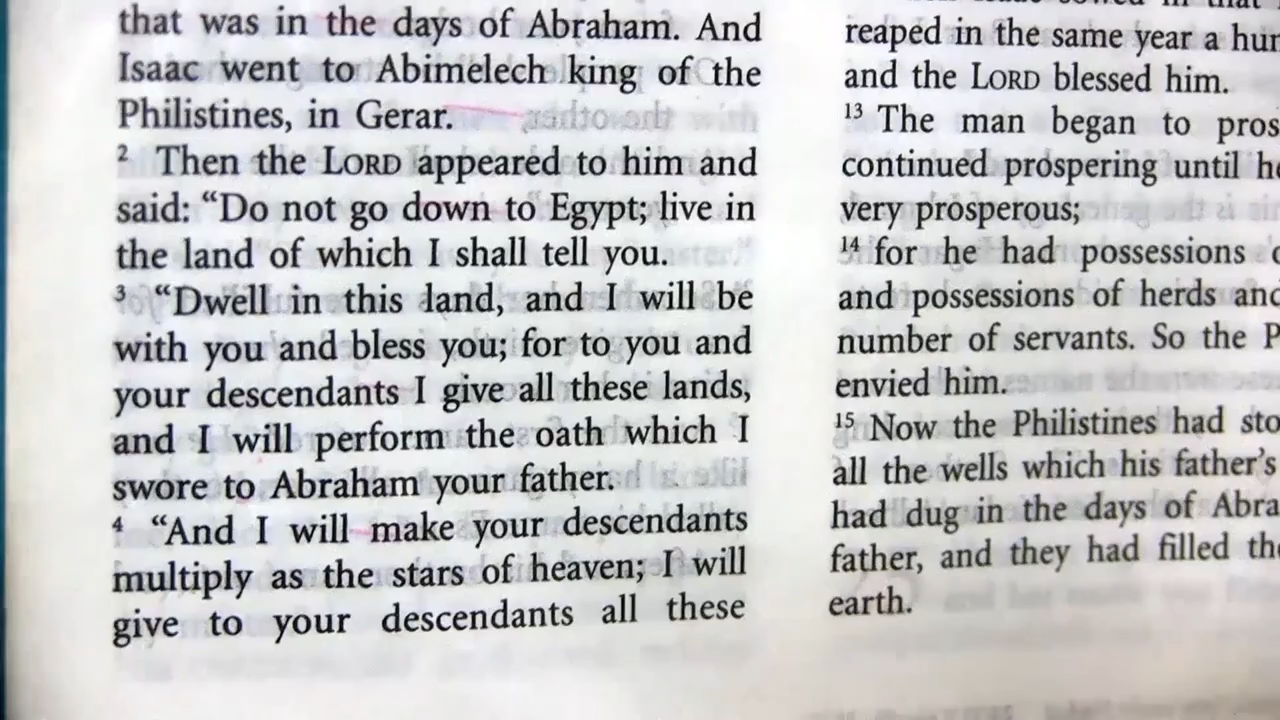 that was in the days of Abraham. And
Isaac went to Abimelech king of the
Philistines, in Gerar.
2 Then the LORD appeared to him and
said: “Do not go down to Egypt; live in
the land of which I shall tell you.
3 “Dwell in this land, and I will be
with you and bless you; for to you and
your descendants I give all these lands,
and I will perform the oath which I
swore to Abraham your father.
4 “And I will make your descendants
multiply as the stars of heaven; I will
give to your descendants all these
reaped in the same year a
and the LORD blessed him.
13 The man began to
continued prospering until
very prosperous;
14 for he had possessions
and possessions of herds
number of servants. So the
envied him.
15 Now the Philistines had
all the wells which his father’s
had dug in the days of
father, and they had filled
earth.